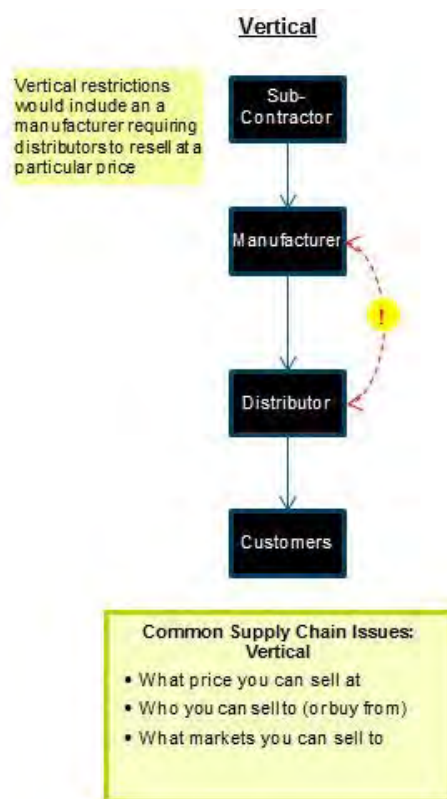 Vertical
Vertical restrictions
would include an a
manufacturer requiring
distributors to resell at a
particular price
Sub-
Contractor
Manufacturer
!
Distributor
Customers
Common Supply Chain Issues:
Vertical
• What price you can sell at
• Who you can sell to (or buy from)
• What markets you can sell to